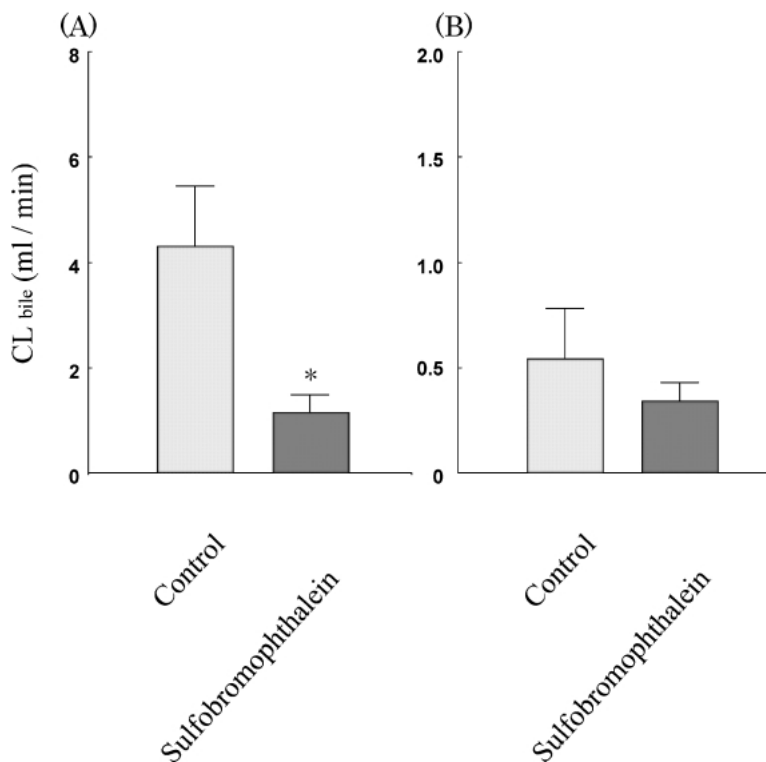 (A)
(B)
CL bile (ml / min)
8
6
4
2
0
2.0
1.5
1.0
0.5
0
*
Control
Sulfobromophthalein
Control
Sulfobromophthalein